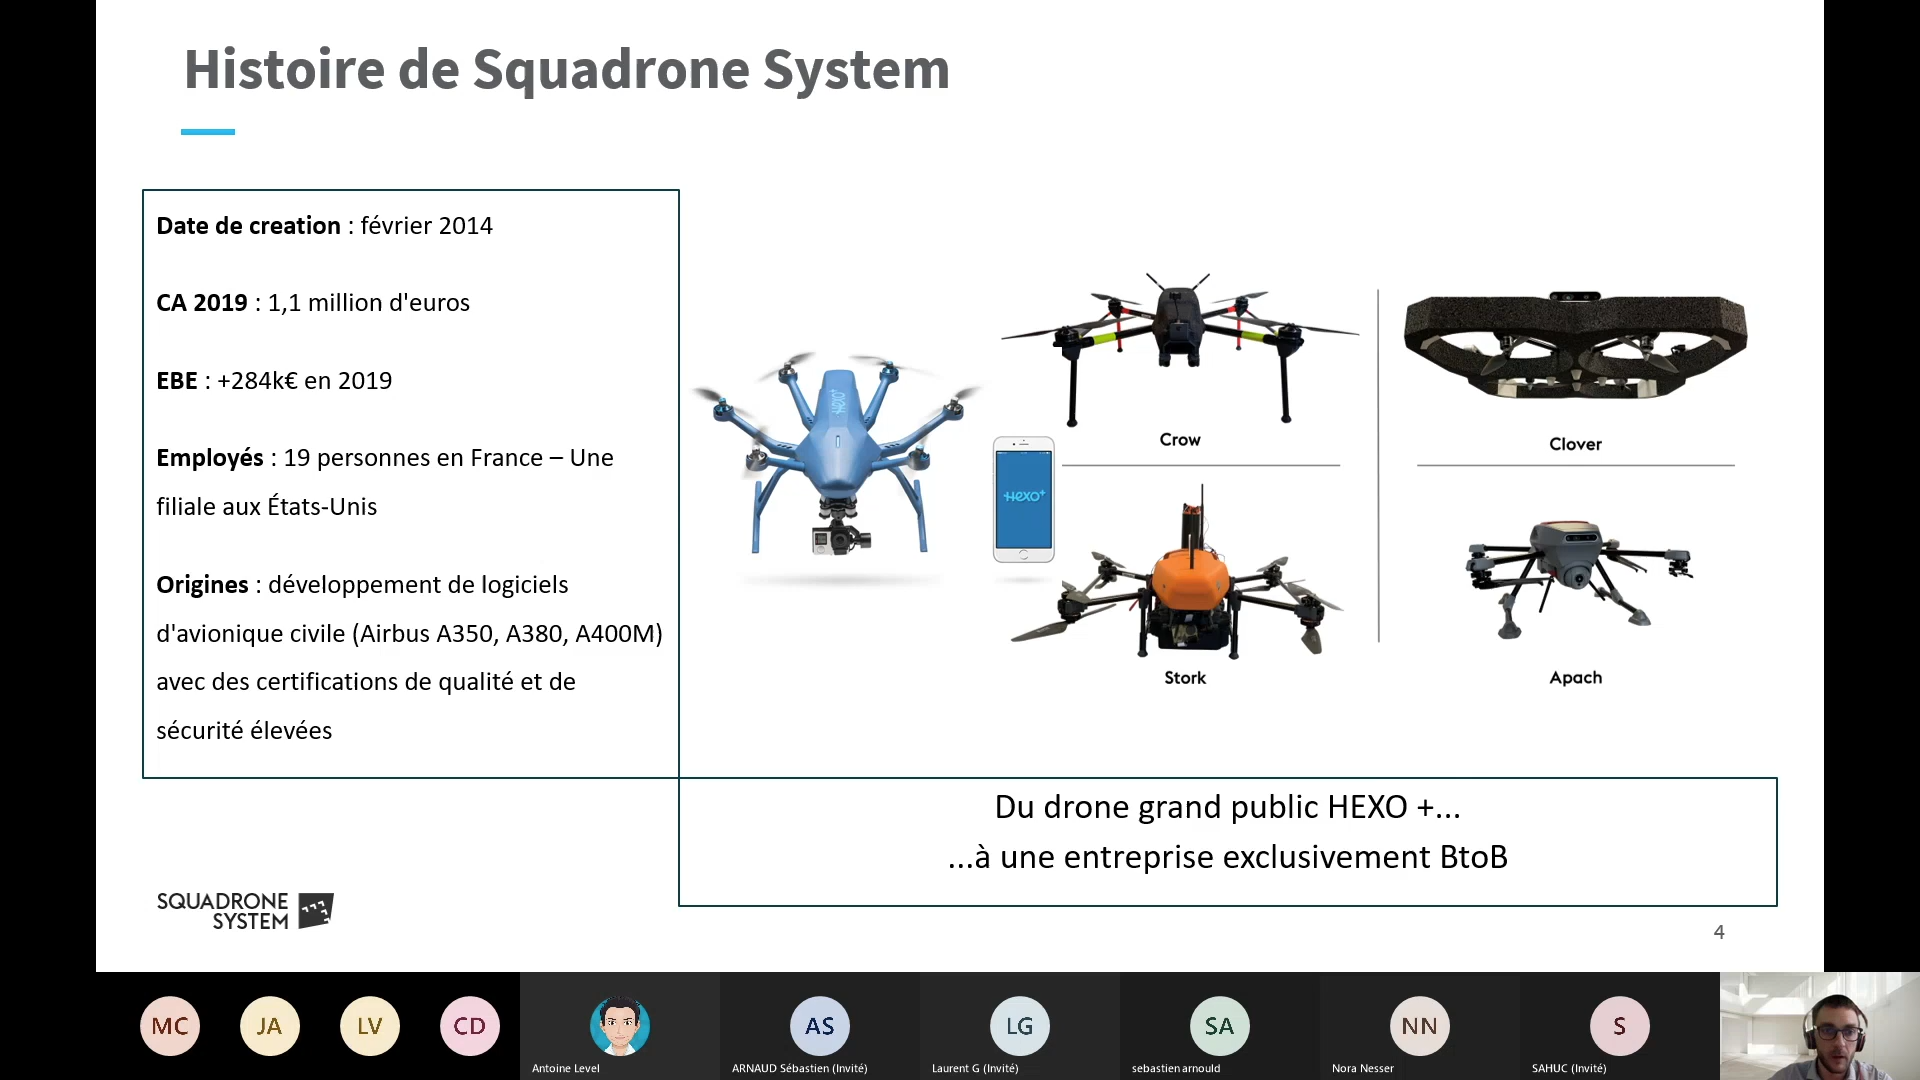 Histoire de Squadrone System
Date de creation : février 2014
CA 2019 : 1,1 million d'euros
EBE : +284k€ en 2019
Employés : 19 personnes en France – Une
filiale aux États-Unis
Origines : développement de logiciels
d'avionique civile (Airbus A350, A380, A400M)
avec des certifications de qualité et de
sécurité élevées
HEXO+
HEXO+
Crow
Clover
Stork
Apach
Du drone grand public HEXO +...
...à une entreprise exclusivement BtoB
SQUADRONE
SYSTEM
4
MC
JA
LV
CD
AS
LG
SA
NN
S
Antoine Level
ARNAUD Sébastien (Invité)
Laurent G (Invité)
sebastien arnould
Nora Nesser
SAHUC (Invité)